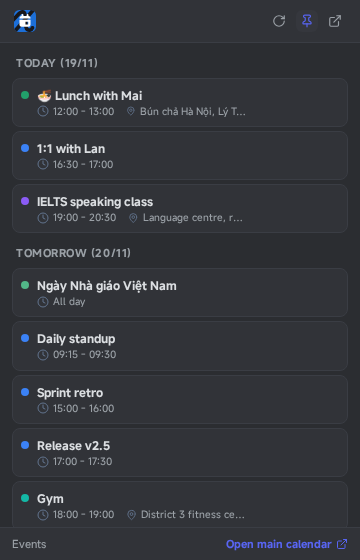 TODAY (19/11)
🍜 Lunch with Mai
12:00 - 13:00 Bún chả Hà Nội, Lý T...
1:1 with Lan
16:30 - 17:00
IELTS speaking class
19:00 - 20:30 Language centre, r...
TOMORROW (20/11)
Ngày Nhà giáo Việt Nam
All day
Daily standup
09:15 - 09:30
Sprint retro
15:00 - 16:00
Release v2.5
17:00 - 17:30
Gym
18:00 - 19:00 District 3 fitness ce...
Events Open main calendar